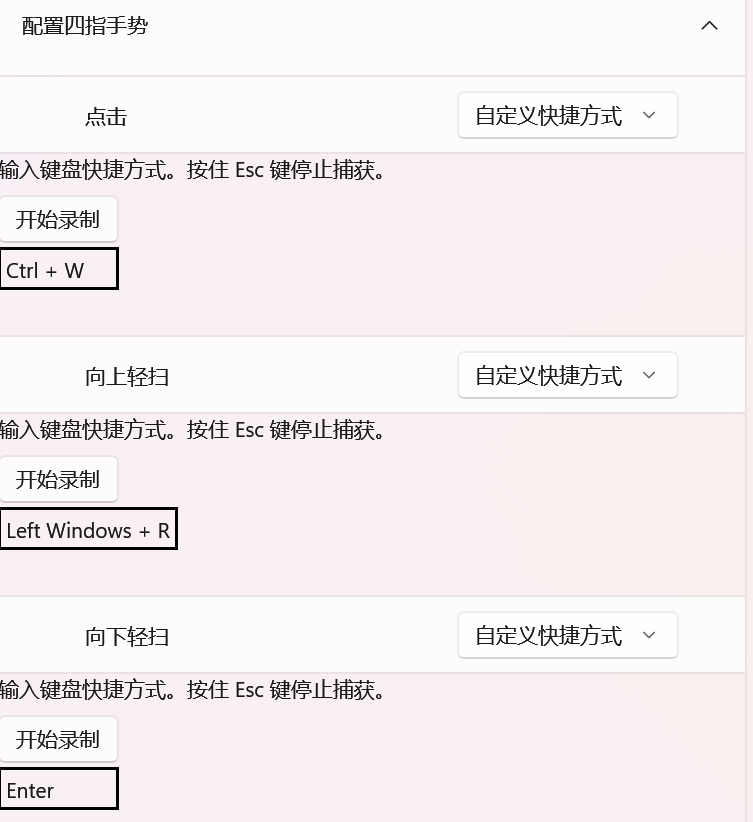 配置四指手势
点击
自定义快捷方式
输入键盘快捷方式。按住 Esc 键停止捕获。
开始录制
Ctrl + W
向上轻扫
自定义快捷方式
输入键盘快捷方式。按住 Esc 键停止捕获。
开始录制
Left Windows + R
向下轻扫
自定义快捷方式
输入键盘快捷方式。按住 Esc 键停止捕获。
开始录制
Enter